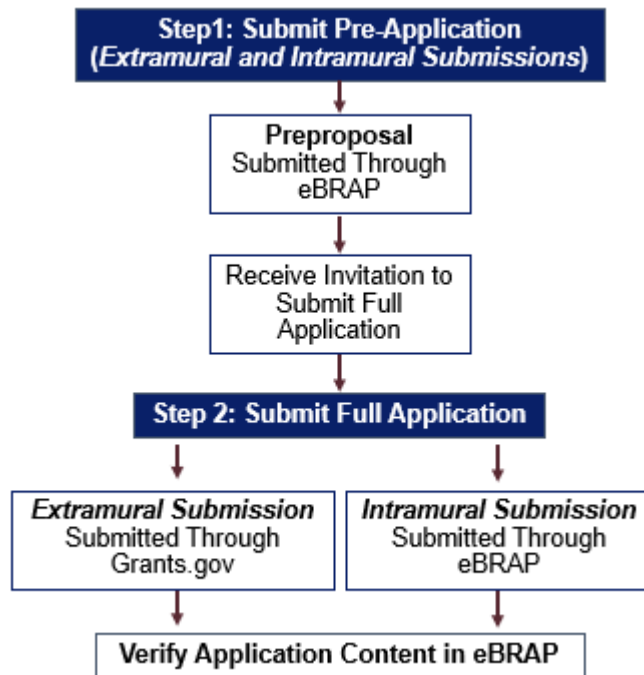 Step1: Submit Pre-Application
(Extramural and Intramural Submissions)
Preproposal
Submitted Through
eBRAP
Receive Invitation to
Submit Full
Application
Step 2: Submit Full Application
Extramural Submission
Submitted Through
Grants.gov
Intramural Submission
Submitted Through
eBRAP
Verify Application Content in eBRAP